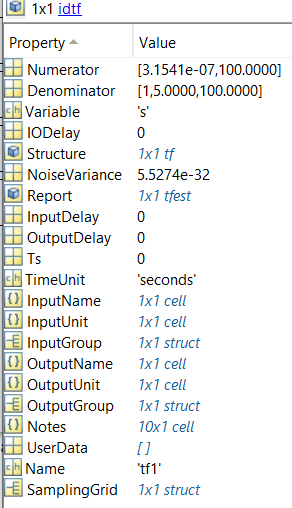 1x1 idtf
Property Value
Numerator [3.1541e-07,100.0000]
Denominator [1,5.0000,100.0000]
Variable 's'
IODelay 0
Structure 1x1 tf
NoiseVariance 5.5274e-32
Report 1x1 tfest
InputDelay 0
OutputDelay 0
Ts 0
TimeUnit 'seconds'
InputName 1x1 cell
InputUnit 1x1 cell
InputGroup 1x1 struct
OutputName 1x1 cell
OutputUnit 1x1 cell
OutputGroup 1x1 struct
Notes 10x1 cell
UserData [ ]
Name 'tf1'
SamplingGrid 1x1 struct